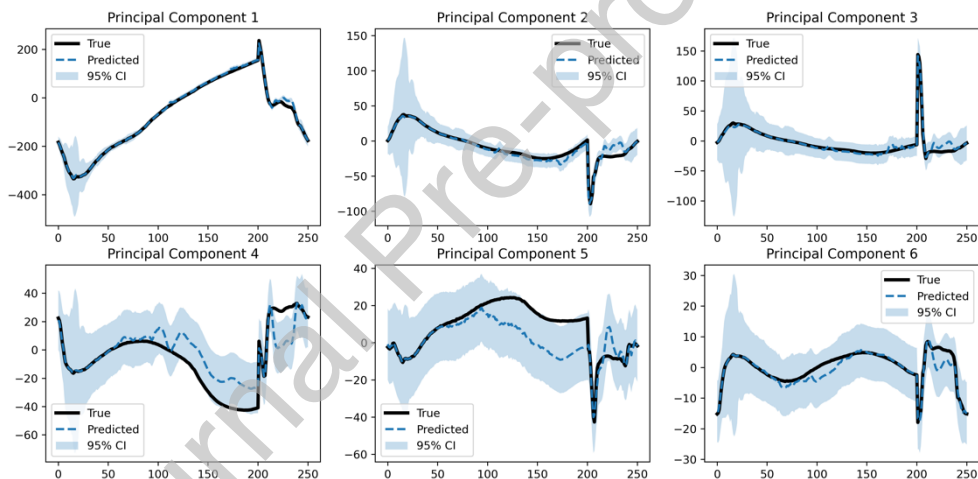 Principal Component 1
Principal Component 2
Principal Component 3
200
0
−200
−400
True
Predicted
95% CI
0 50 100 150 200 250
150
100
50
0
−50
−100
True
Predicted
95% CI
0 50 100 150 200 250
150
100
50
0
−50
−100
True
Predicted
95% CI
0 50 100 150 200 250
Principal Component 4
Principal Component 5
Principal Component 6
40
20
0
−20
−40
−60
True
Predicted
95% CI
0 50 100 150 200 250
40
20
0
−20
−40
−60
True
Predicted
95% CI
0 50 100 150 200 250
30
20
10
0
−10
−20
−30
True
Predicted
95% CI
0 50 100 150 200 250
urnal Pre-pro